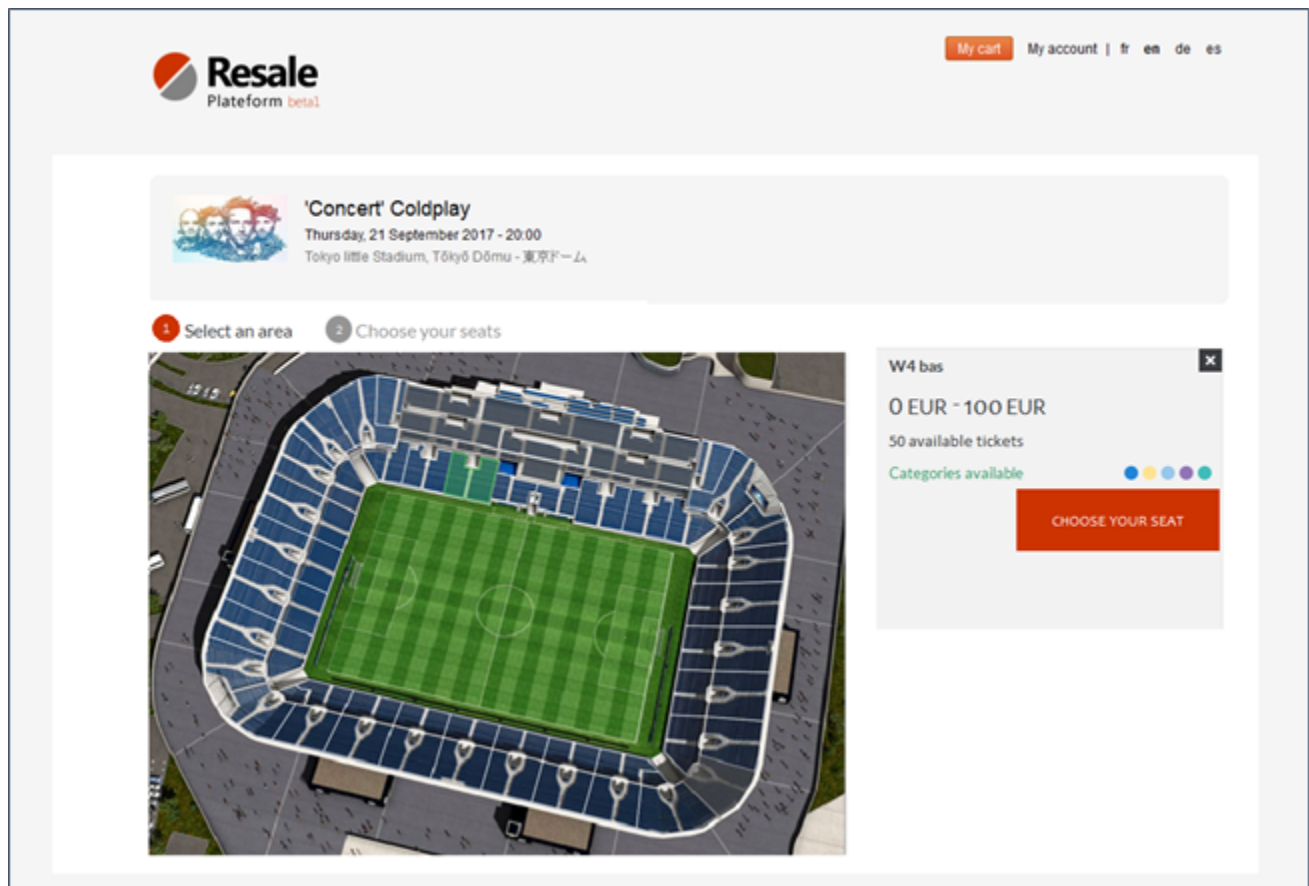 My cart My account | fr en de es
Resale
Plateform beta1
'Concert' Coldplay
Thursday, 21 September 2017 - 20:00
Tokyo little Stadium, Tōkyō Dōmu - 東京ドーム
1 Select an area 2 Choose your seats
W4 bas
0 EUR - 100 EUR
50 available tickets
Categories available
CHOOSE YOUR SEAT